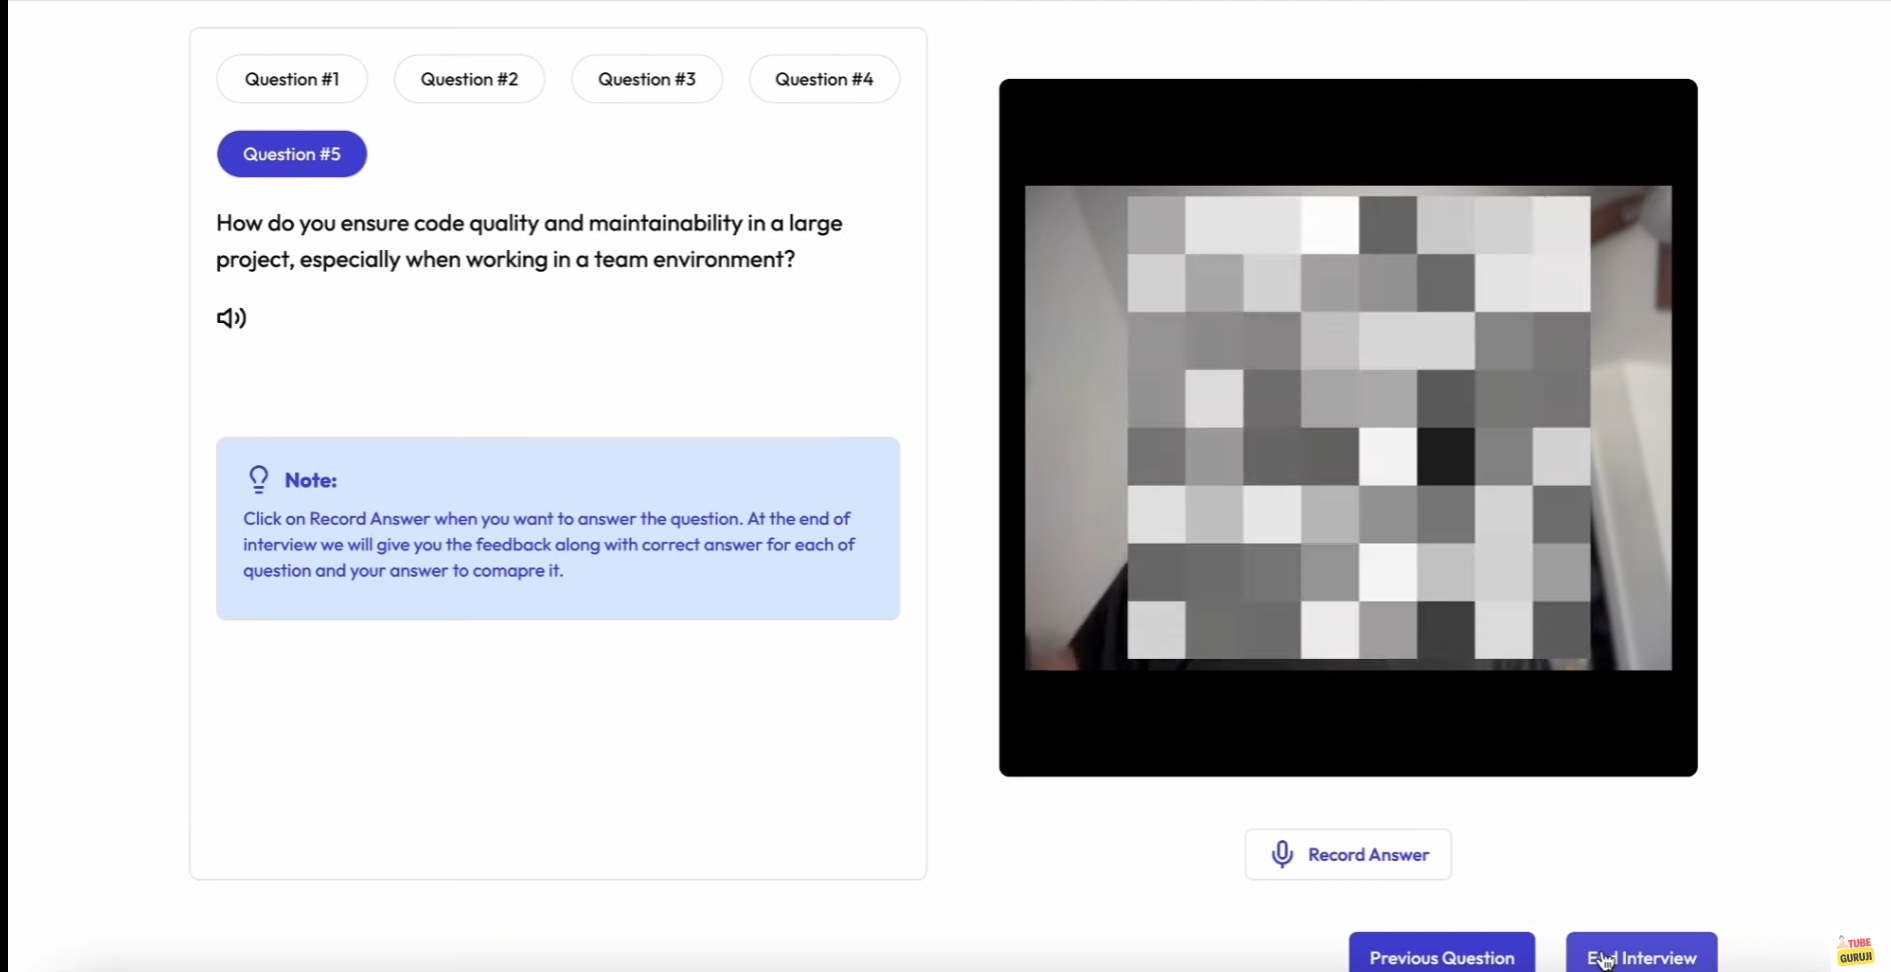 Question #1
Question #2
Question #3
Question #4
Question #5
How do you ensure code quality and maintainability in a large
project, especially when working in a team environment?
Note:
Click on Record Answer when you want to answer the question. At the end of
interview we will give you the feedback along with correct answer for each of
question and your answer to comapre it.
Record Answer
Previous Question
End Interview
TUBE
GURUJI